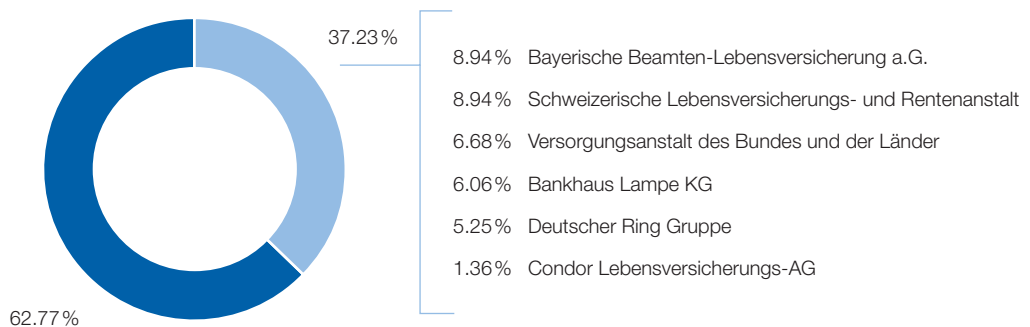 37.23%
8.94% Bayerische Beamten-Lebensversicherung a.G.
8.94% Schweizerische Lebensversicherungs- und Rentenanstalt
6.68% Versorgungsanstalt des Bundes und der Länder
6.06% Bankhaus Lampe KG
5.25% Deutscher Ring Gruppe
1.36% Condor Lebensversicherungs-AG
62.77%